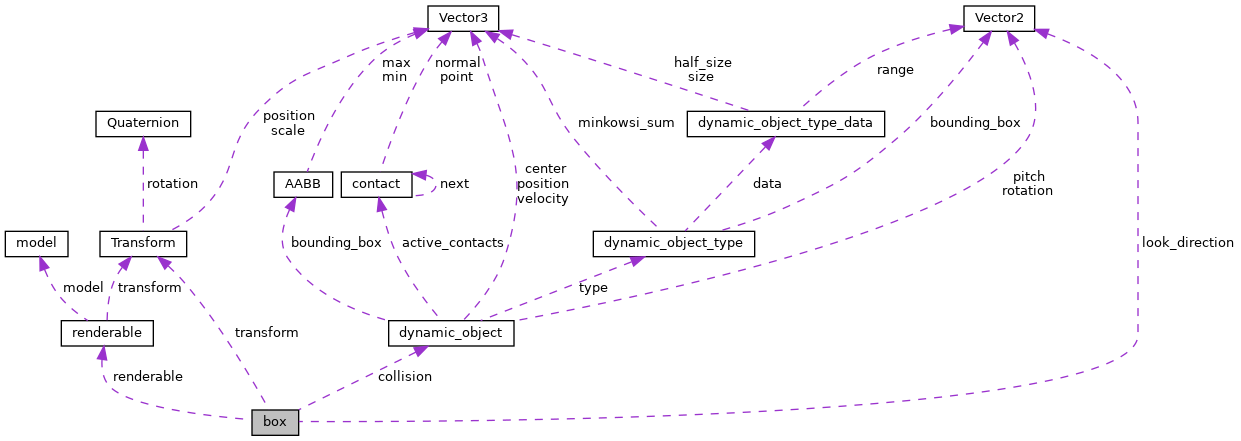 Vector3
Vector2
max
min
normal
point
half_size
size
range
position
scale
Quaternion
minkowsi_sum
dynamic_object_type_data
bounding_box
center
position
velocity
pitch
rotation
rotation
AABB
contact
next
data
model
Transform
bounding_box
active_contacts
dynamic_object_type
look_direction
model
transform
type
renderable
transform
dynamic_object
renderable
collision
box